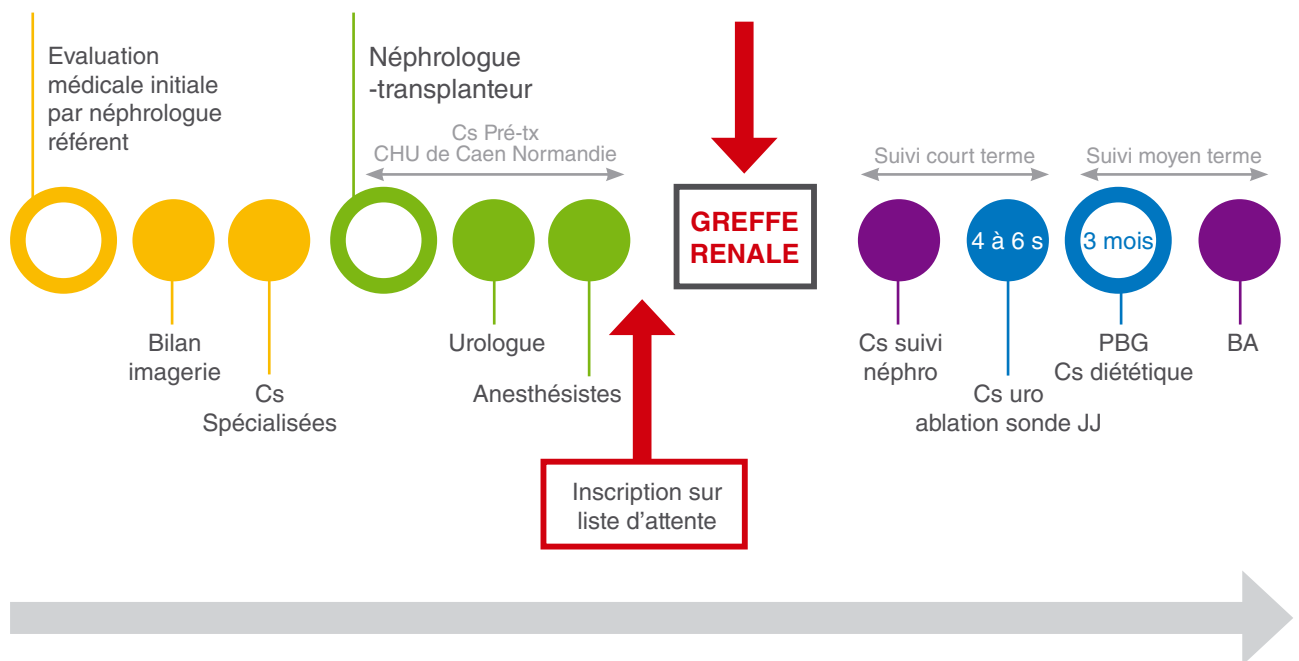 Evaluation
médicale initiale
par néphrologue
référent
Néphrologue
-transplanteur
Cs Pré-tx
CHU de Caen Normandie
Suivi court terme
Suivi moyen terme
GREFFE
RENALE
4 à 6 s
3 mois
Bilan
imagerie
Cs
Spécialisées
Urologue
Anesthésistes
Cs suivi
néphro
Cs uro
ablation sonde JJ
PBG
Cs diététique
BA
Inscription sur
liste d'attente